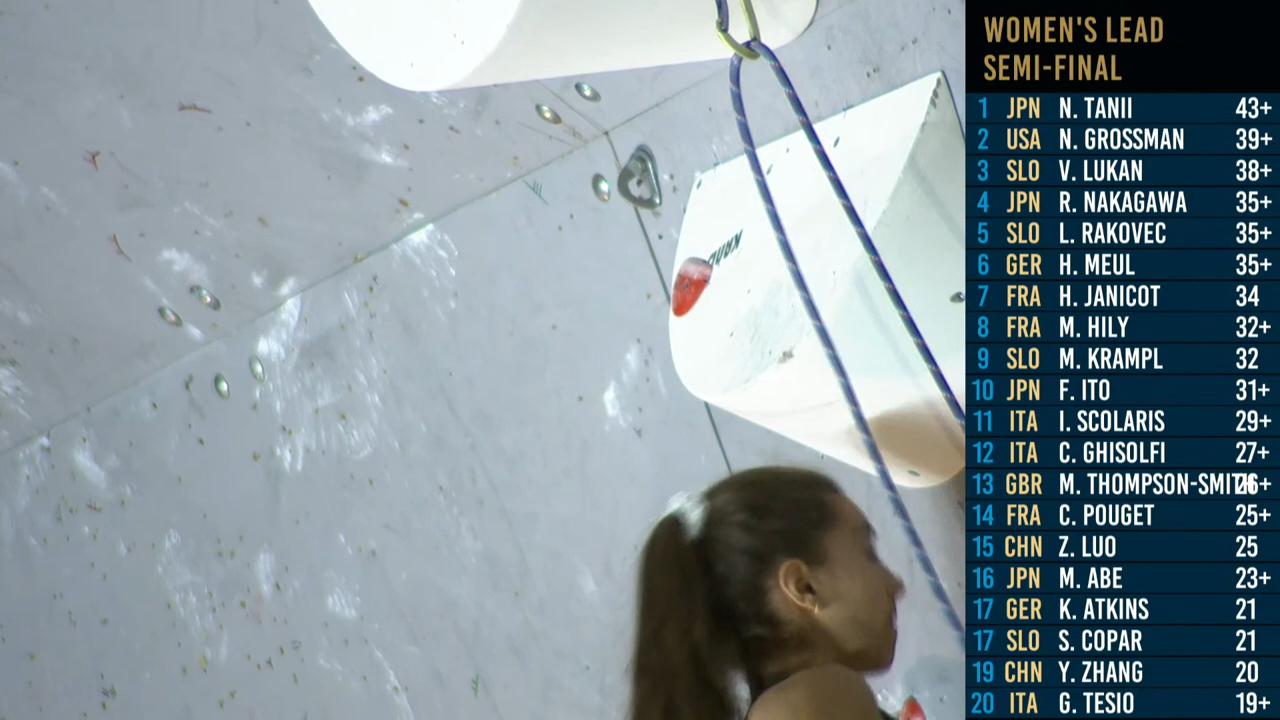 WOMEN'S LEAD
SEMI-FINAL
1 JPN N. TANII 43+
2 USA N. GROSSMAN 39+
3 SLO V. LUKAN 38+
4 JPN R. NAKAGAWA 35+
5 SLO L. RAKOVEC 35+
6 GER H. MEUL 35+
7 FRA H. JANICOT 34
8 FRA M. HILY 32+
9 SLO M. KRAMPL 32
10 JPN F. ITO 31+
11 ITA I. SCOLARIS 29+
12 ITA C. GHISOLFI 27+
13 GBR M. THOMPSON-SMITH 26+
14 FRA C. POUGET 25+
15 CHN Z. LUO 25
16 JPN M. ABE 23+
17 GER K. ATKINS 21
17 SLO S. COPAR 21
19 CHN Y. ZHANG 20
20 ITA G. TESIO 19+